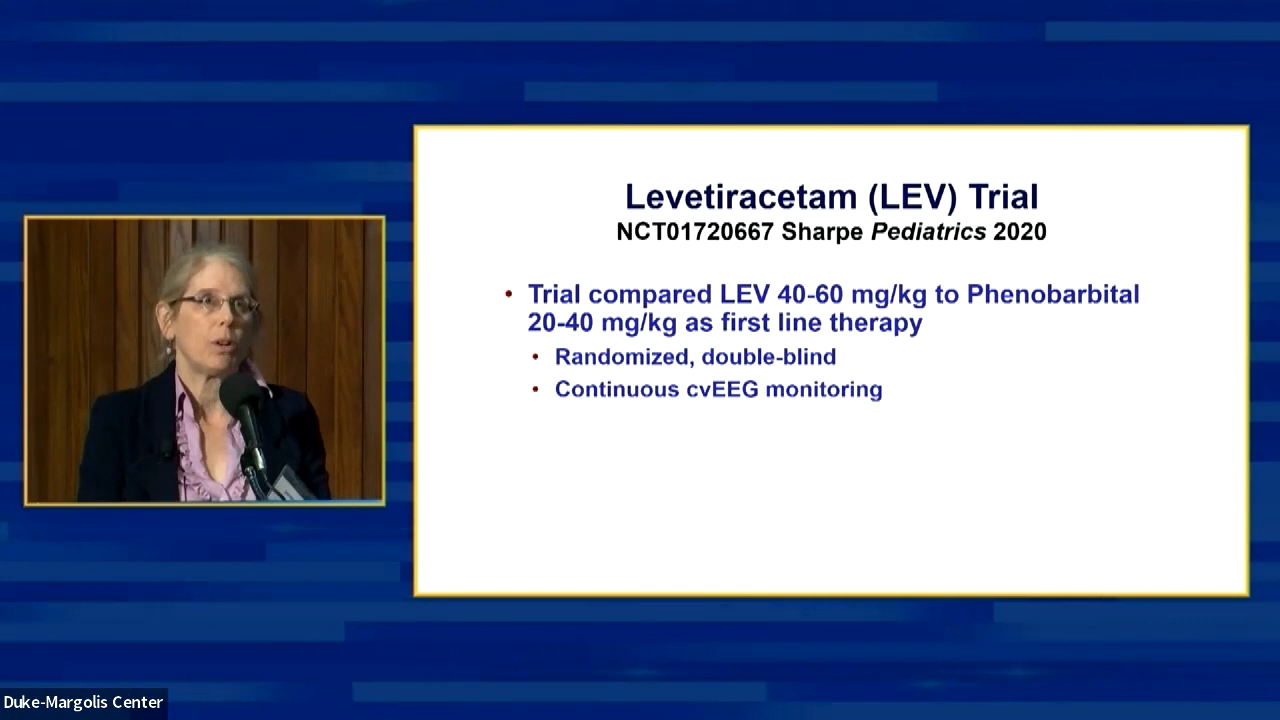 Levetiracetam (LEV) Trial
NCT01720667 Sharpe Pediatrics 2020
• Trial compared LEV 40-60 mg/kg to Phenobarbital
20-40 mg/kg as first line therapy
• Randomized, double-blind
• Continuous cvEEG monitoring
Duke-Margolis Center